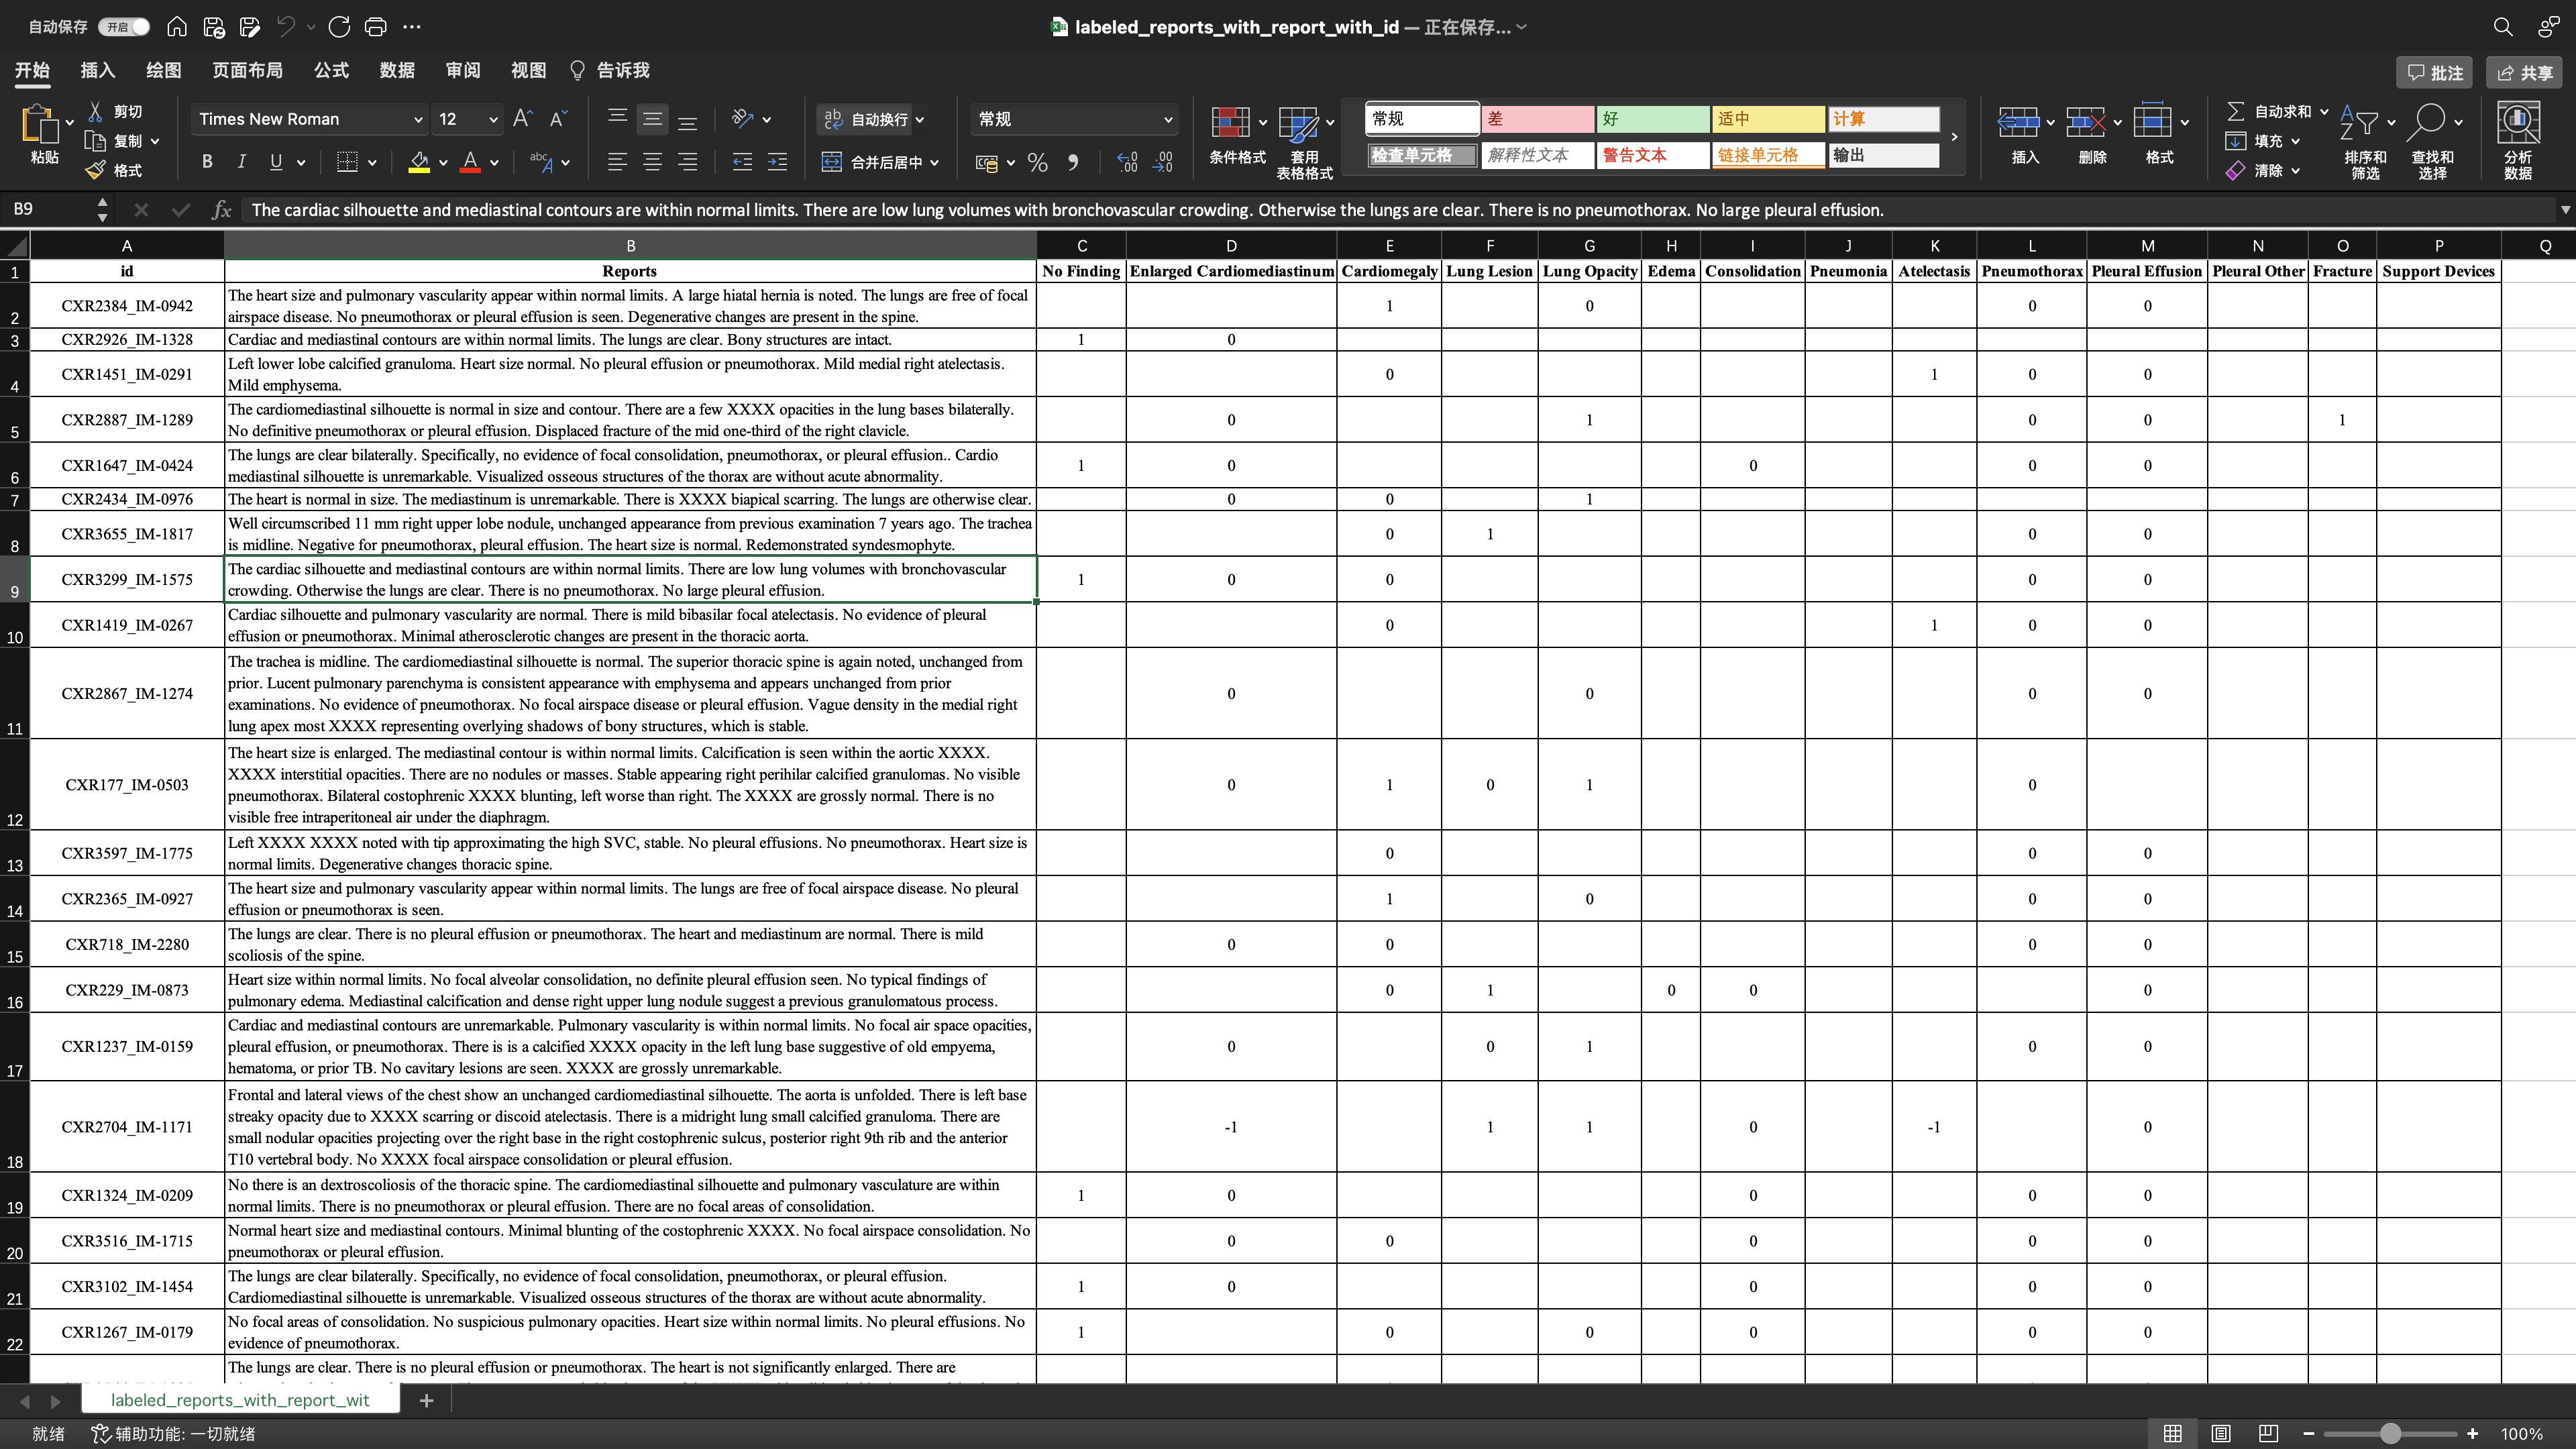 自动保存 开启 labeled_reports_with_report_with_id — 正在保存...
开始 插入 绘图 页面布局 公式 数据 审阅 视图 告诉我 批注 共享
粘贴 剪切 复制 格式 Times New Roman 12 自动换行 合并后居中 常规 条件格式 套用表格格式 常规 差 好 适中 计算 检查单元格 解释性文本 警告文本 链接单元格 输出 插入 删除 格式 自动求和 填充 清除 排序和筛选 查找和选择 分析数据
B9 fx The cardiac silhouette and mediastinal contours are within normal limits. There are low lung volumes with bronchovascular crowding. Otherwise the lungs are clear. There is no pneumothorax. No large pleural effusion.
A B C D E F G H I J K L M N O P Q
1 id Reports No Finding Enlarged Cardiomediastinum Cardiomegaly Lung Lesion Lung Opacity Edema Consolidation Pneumonia Atelectasis Pneumothorax Pleural Effusion Pleural Other Fracture Support Devices
2 CXR2384_IM-0942 The heart size and pulmonary vascularity appear within normal limits. A large hiatal hernia is noted. The lungs are free of focal
airspace disease. No pneumothorax or pleural effusion is seen. Degenerative changes are present in the spine. 1 0 0 0
3 CXR2926_IM-1328 Cardiac and mediastinal contours are within normal limits. The lungs are clear. Bony structures are intact. 1 0
4 CXR1451_IM-0291 Left lower lobe calcified granuloma. Heart size normal. No pleural effusion or pneumothorax. Mild medial right atelectasis.
Mild emphysema. 0 1 0 0
5 CXR2887_IM-1289 The cardiomediastinal silhouette is normal in size and contour. There are a few XXXX opacities in the lung bases bilaterally.
No definitive pneumothorax or pleural effusion. Displaced fracture of the mid one-third of the right clavicle. 0 1 0 0 1
6 CXR1647_IM-0424 The lungs are clear bilaterally. Specifically, no evidence of focal consolidation, pneumothorax, or pleural effusion.. Cardio
mediastinal silhouette is unremarkable. Visualized osseous structures of the thorax are without acute abnormality. 1 0 0 0 0
7 CXR2434_IM-0976 The heart is normal in size. The mediastinum is unremarkable. There is XXXX biapical scarring. The lungs are otherwise clear. 0 0 1
8 CXR3655_IM-1817 Well circumscribed 11 mm right upper lobe nodule, unchanged appearance from previous examination 7 years ago. The trachea
is midline. Negative for pneumothorax, pleural effusion. The heart size is normal. Redemonstrated syndesmophyte. 0 1 0 0
9 CXR3299_IM-1575 The cardiac silhouette and mediastinal contours are within normal limits. There are low lung volumes with bronchovascular
crowding. Otherwise the lungs are clear. There is no pneumothorax. No large pleural effusion. 1 0 0 0 0
10 CXR1419_IM-0267 Cardiac silhouette and pulmonary vascularity are normal. There is mild bibasilar focal atelectasis. No evidence of pleural
effusion or pneumothorax. Minimal atherosclerotic changes are present in the thoracic aorta. 0 1 0 0
11 CXR2867_IM-1274 The trachea is midline. The cardiomediastinal silhouette is normal. The superior thoracic spine is again noted, unchanged from
prior. Lucent pulmonary parenchyma is consistent appearance with emphysema and appears unchanged from prior
examinations. No evidence of pneumothorax. No focal airspace disease or pleural effusion. Vague density in the medial right
lung apex most XXXX representing overlying shadows of bony structures, which is stable. 0 0 0 0
12 CXR177_IM-0503 The heart size is enlarged. The mediastinal contour is within normal limits. Calcification is seen within the aortic XXXX.
XXXX interstitial opacities. There are no nodules or masses. Stable appearing right perihilar calcified granulomas. No visible
pneumothorax. Bilateral costophrenic XXXX blunting, left worse than right. The XXXX are grossly normal. There is no
visible free intraperitoneal air under the diaphragm. 0 1 0 1 0
13 CXR3597_IM-1775 Left XXXX XXXX noted with tip approximating the high SVC, stable. No pleural effusions. No pneumothorax. Heart size is
normal limits. Degenerative changes thoracic spine. 0 0 0
14 CXR2365_IM-0927 The heart size and pulmonary vascularity appear within normal limits. The lungs are free of focal airspace disease. No pleural
effusion or pneumothorax is seen. 1 0 0 0
15 CXR718_IM-2280 The lungs are clear. There is no pleural effusion or pneumothorax. The heart and mediastinum are normal. There is mild
scoliosis of the spine. 0 0 0 0
16 CXR229_IM-0873 Heart size within normal limits. No focal alveolar consolidation, no definite pleural effusion seen. No typical findings of
pulmonary edema. Mediastinal calcification and dense right upper lung nodule suggest a previous granulomatous process. 0 1 0 0 0
17 CXR1237_IM-0159 Cardiac and mediastinal contours are unremarkable. Pulmonary vascularity is within normal limits. No focal air space opacities,
pleural effusion, or pneumothorax. There is is a calcified XXXX opacity in the left lung base suggestive of old empyema,
hematoma, or prior TB. No cavitary lesions are seen. XXXX are grossly unremarkable. 0 0 1 0 0
18 CXR2704_IM-1171 Frontal and lateral views of the chest show an unchanged cardiomediastinal silhouette. The aorta is unfolded. There is left base
streaky opacity due to XXXX scarring or discoid atelectasis. There is a midright lung small calcified granuloma. There are
small nodular opacities projecting over the right base in the right costophrenic sulcus, posterior right 9th rib and the anterior
T10 vertebral body. No XXXX focal airspace consolidation or pleural effusion. -1 1 1 0 -1 0
19 CXR1324_IM-0209 No there is an dextroscoliosis of the thoracic spine. The cardiomediastinal silhouette and pulmonary vasculature are within
normal limits. There is no pneumothorax or pleural effusion. There are no focal areas of consolidation. 1 0 0 0 0
20 CXR3516_IM-1715 Normal heart size and mediastinal contours. Minimal blunting of the costophrenic XXXX. No focal airspace consolidation. No
pneumothorax or pleural effusion. 0 0 0 0 0
21 CXR3102_IM-1454 The lungs are clear bilaterally. Specifically, no evidence of focal consolidation, pneumothorax, or pleural effusion.
Cardiomediastinal silhouette is unremarkable. Visualized osseous structures of the thorax are without acute abnormality. 1 0 0 0 0
22 CXR1267_IM-0179 No focal areas of consolidation. No suspicious pulmonary opacities. Heart size within normal limits. No pleural effusions. No
evidence of pneumothorax. 1 0 0 0 0 0
The lungs are clear. There is no pleural effusion or pneumothorax. The heart is not significantly enlarged. There are
labeled_reports_with_report_wit +
就绪 辅助功能: 一切就绪 100%